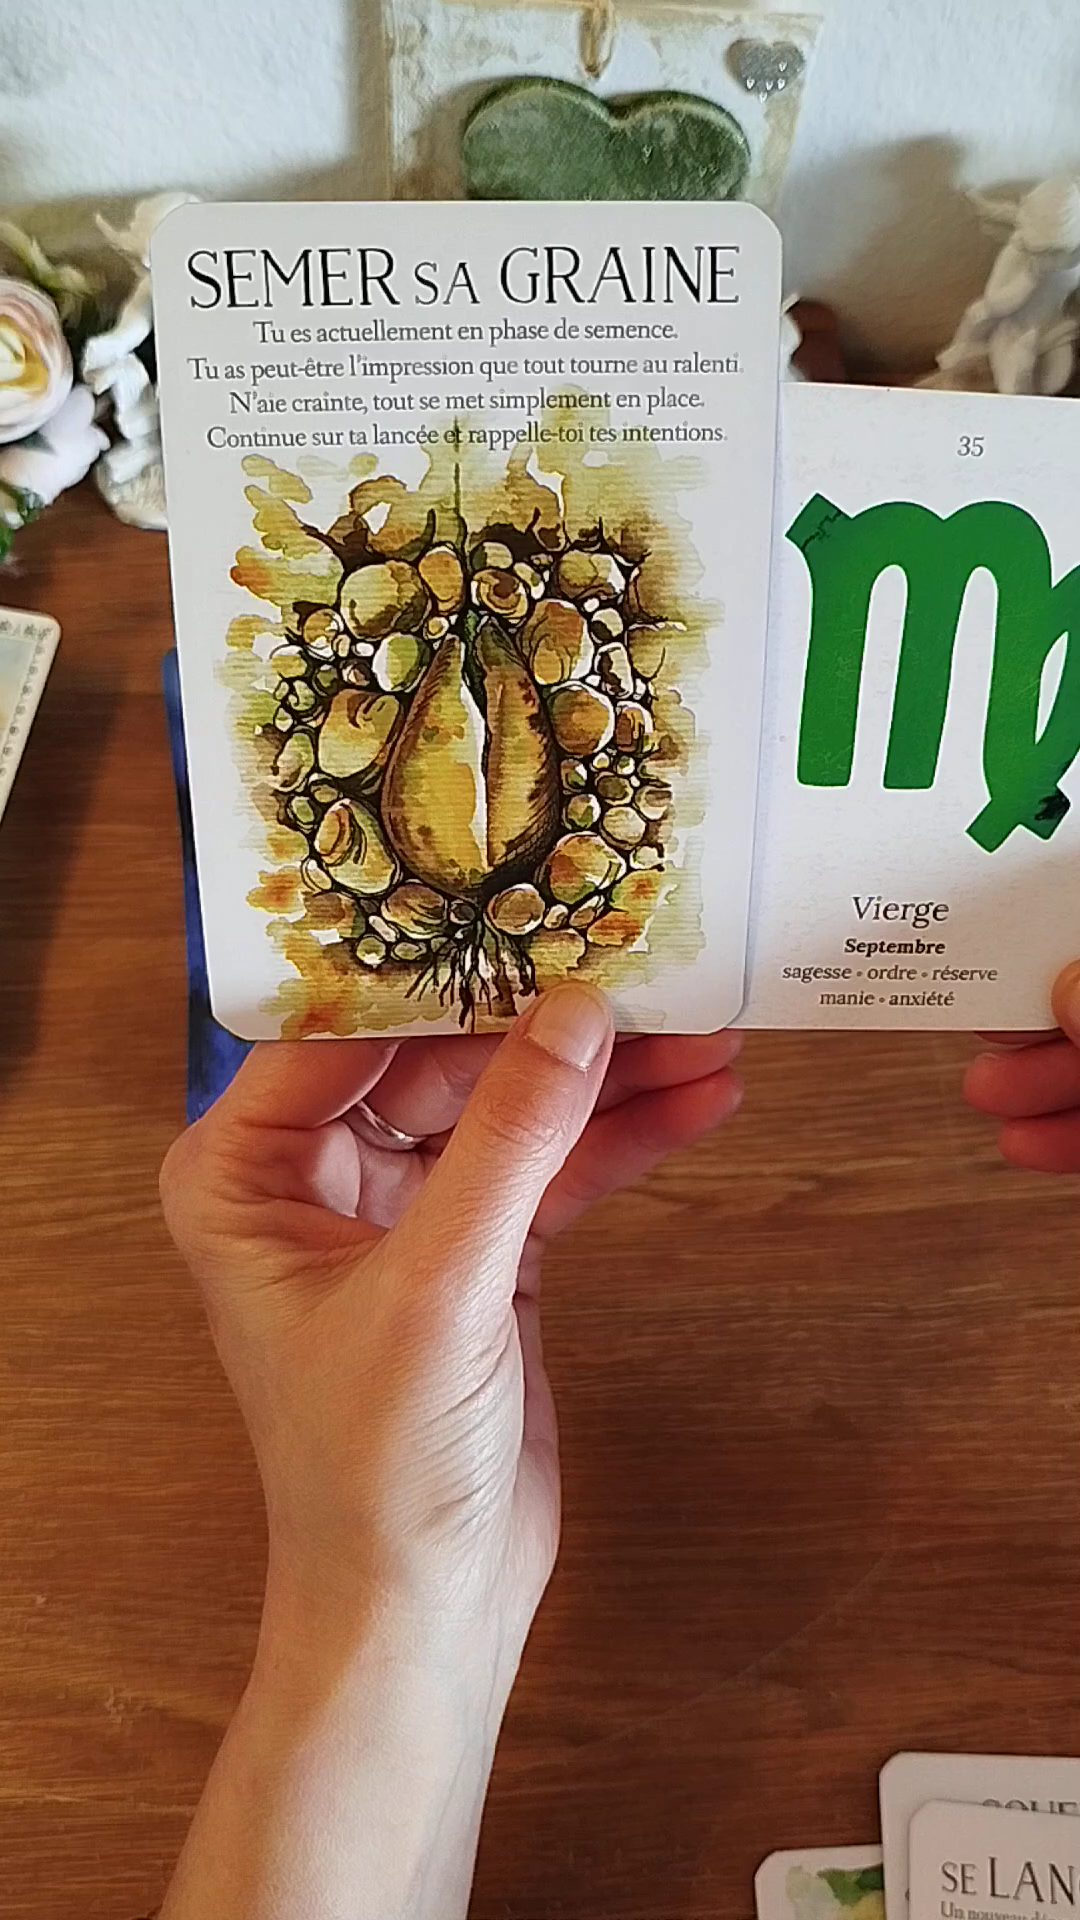 SEMER SA GRAINE
Tu es actuellement en phase de semence.
Tu as peut-être l'impression que tout tourne au ralenti.
N'aie crainte, tout se met simplement en place.
Continue sur ta lancée et rappelle-toi tes intentions.
35
Vierge
Septembre
sagesse • ordre • réserve
manie • anxiété
SE LAN
Un nouveau